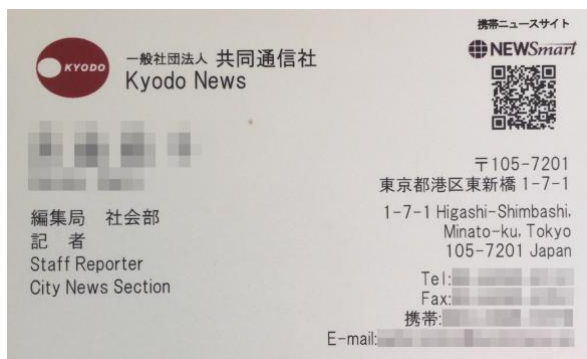 携帯ニュースサイト
NEWSmart
KYODO
一般社団法人 共同通信社
Kyodo News
〒105-7201
東京都港区東新橋 1-7-1
1-7-1 Higashi-Shimbashi,
Minato-ku, Tokyo
105-7201 Japan
編集局 社会部
記 者
Staff Reporter
City News Section
Tel:
Fax:
携帯:
E-mail: